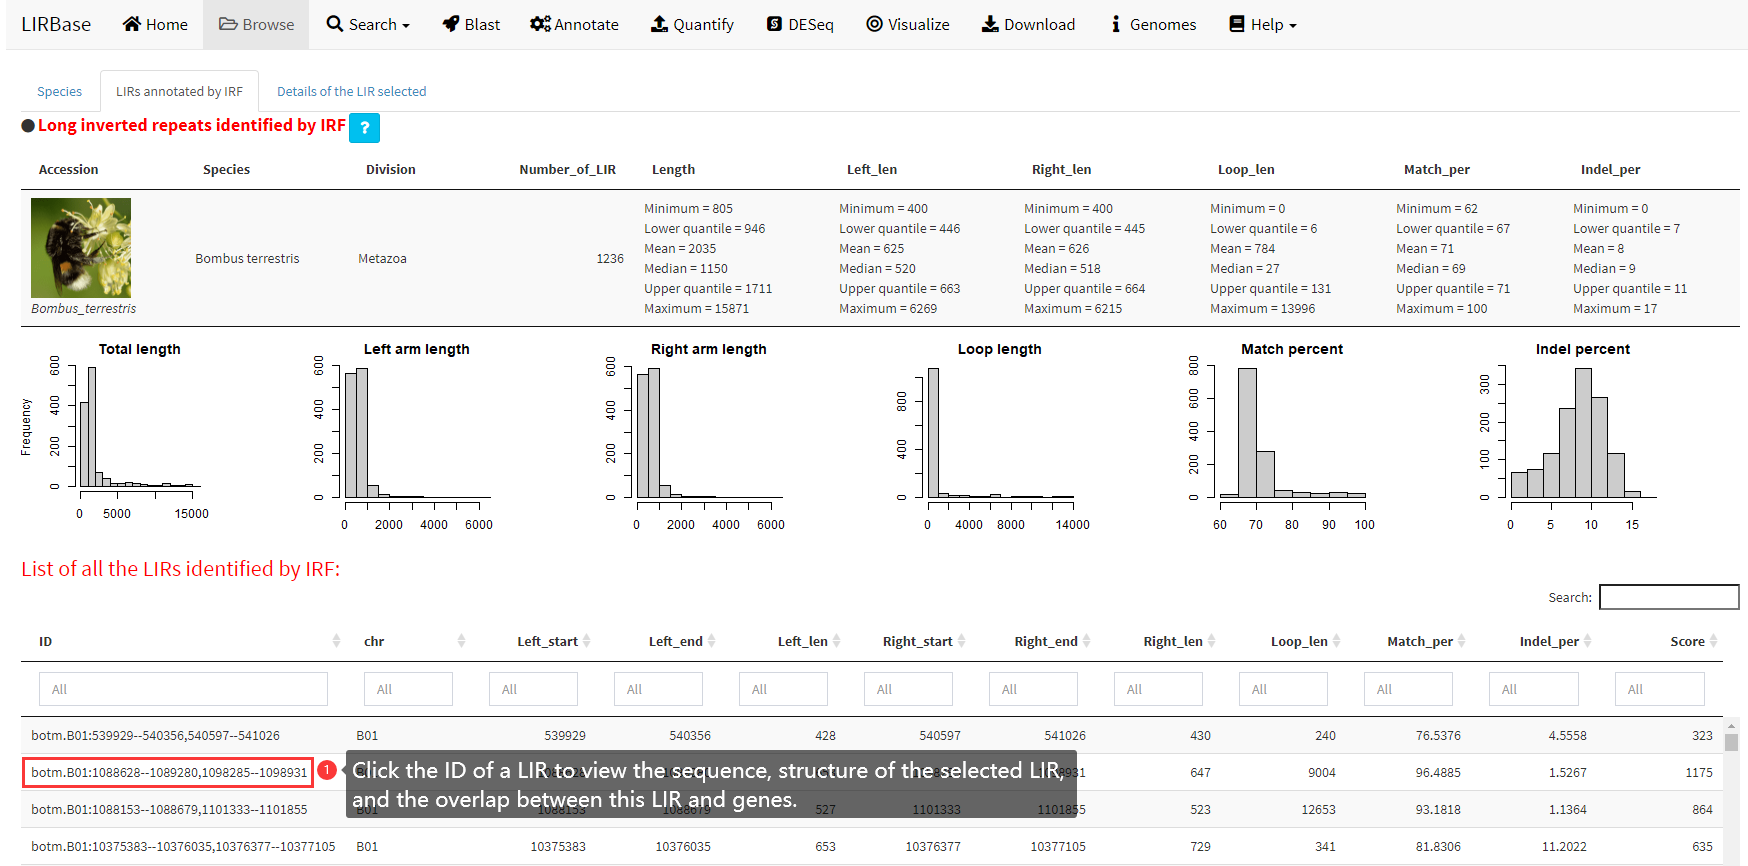 LIRBase Home Browse Search Blast Annotate Quantify DESeq Visualize Download Genomes Help
Species LIRs annotated by IRF Details of the LIR selected
Long inverted repeats identified by IRF ?
Accession Species Division Number_of_LIR Length Left_len Right_len Loop_len Match_per Indel_per
Minimum = 805 Minimum = 400 Minimum = 400 Minimum = 0 Minimum = 62 Minimum = 0
Lower quantile = 946 Lower quantile = 446 Lower quantile = 445 Lower quantile = 6 Lower quantile = 67 Lower quantile = 7
Mean = 2035 Mean = 625 Mean = 626 Mean = 784 Mean = 71 Mean = 8
Bombus terrestris Metazoa 1236
Median = 1150 Median = 520 Median = 518 Median = 27 Median = 69 Median = 9
Upper quantile = 1711 Upper quantile = 663 Upper quantile = 664 Upper quantile = 131 Upper quantile = 71 Upper quantile = 11
Bombus_terrestris Maximum = 15871 Maximum = 6269 Maximum = 6215 Maximum = 13996 Maximum = 100 Maximum = 17
Total length Left arm length Right arm length Loop length Match percent Indel percent
Frequency
0 200 400 600
0 5000 15000
0 200 400 600
0 2000 4000 6000
0 200 400 600
0 2000 4000 6000
0 400 800
0 4000 8000 14000
0 200 400 600 800
60 70 80 90 100
0 100 200 300
0 5 10 15
List of all the LIRs identified by IRF:
Search:
ID chr Left_start Left_end Left_len Right_start Right_end Right_len Loop_len Match_per Indel_per Score
All All All All All All All All All All All All
botm.B01:539929--540356,540597--541026 B01 539929 540356 428 540597 541026 430 240 76.5376 4.5558 323
botm.B01:1088628--1089280,1098285--1098931 1 647 9004 96.4885 1.5267 1175
Click the ID of a LIR to view the sequence, structure of the selected LIR,
and the overlap between this LIR and genes.
botm.B01:1088153--1088679,1101333--1101855 B01 1088153 1088679 527 1101333 1101855 523 12653 93.1818 1.1364 864
botm.B01:10375383--10376035,10376377--10377105 B01 10375383 10376035 653 10376377 10377105 729 341 81.8306 11.2022 635